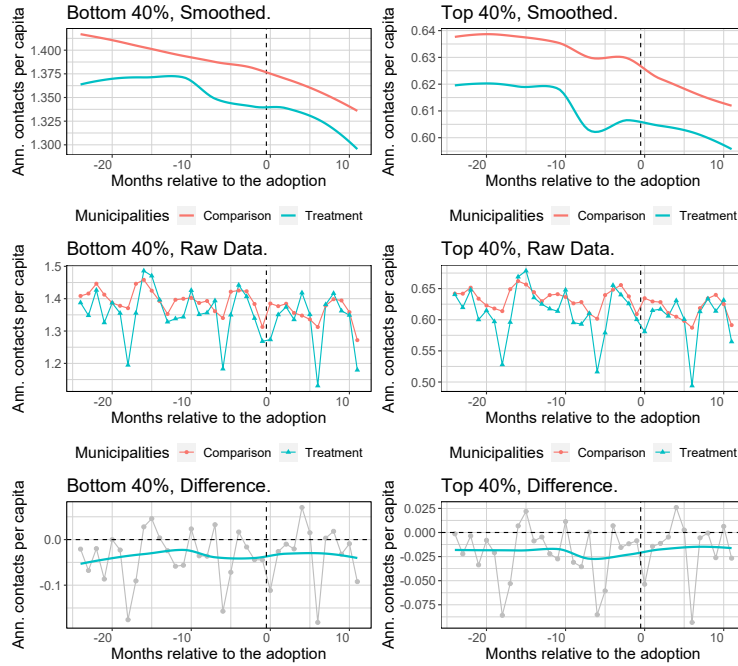 Bottom 40%, Smoothed.
Ann. contacts per capita
1.400
1.375
1.350
1.325
1.300
-20
-10
0
10
Months relative to the adoption
Municipalities Comparison Treatment
Top 40%, Smoothed.
Ann. contacts per capita
0.64
0.63
0.62
0.61
0.60
-20
-10
0
10
Months relative to the adoption
Municipalities Comparison Treatment
Bottom 40%, Raw Data.
Ann. contacts per capita
1.5
1.4
1.3
1.2
-20
-10
0
10
Months relative to the adoption
Municipalities Comparison Treatment
Top 40%, Raw Data.
Ann. contacts per capita
0.65
0.60
0.55
0.50
-20
-10
0
10
Months relative to the adoption
Municipalities Comparison Treatment
Bottom 40%, Difference.
Ann. contacts per capita
0.0
-0.1
-20
-10
0
10
Months relative to the adoption
Top 40%, Difference.
Ann. contacts per capita
0.025
0.000
-0.025
-0.050
-0.075
-20
-10
0
10
Months relative to the adoption